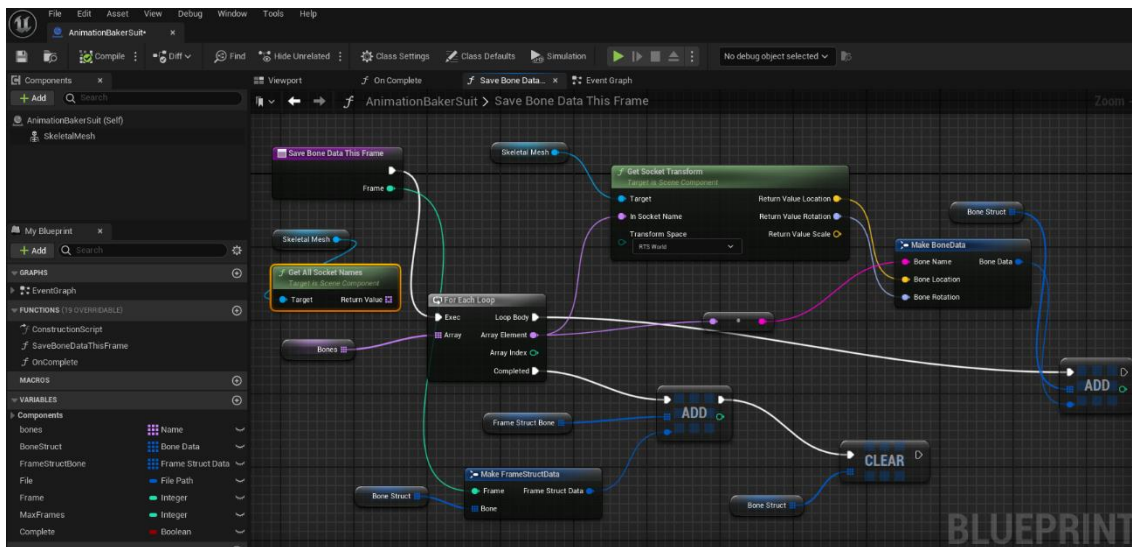 File Edit Asset View Debug Window Tools Help
AnimationBakerSuit•
Compile Diff Find Hide Unrelated Class Settings Class Defaults Simulation No debug object selected
Components Viewport On Complete Save Bone Data... Event Graph
+ Add Search
AnimationBakerSuit > Save Bone Data This Frame Zoom
AnimationBakerSuit (Self)
SkeletalMesh
My Blueprint
+ Add Search
GRAPHS
EventGraph
FUNCTIONS (19 OVERRIDABLE)
ConstructionScript
SaveBoneDataThisFrame
OnComplete
MACROS
VARIABLES
Components
bones Name
BoneStruct Bone Data
FrameStructBone Frame Struct Data
File File Path
Frame Integer
MaxFrames Integer
Complete Boolean
Save Bone Data This Frame
Frame
Skeletal Mesh
Get All Socket Names
Target is Scene Component
Target Return Value
Bones
For Each Loop
Exec Loop Body
Array Array Element
Array Index
Completed
Skeletal Mesh
Get Socket Transform
Target is Scene Component
Target Return Value Location
In Socket Name Return Value Rotation
Transform Space Return Value Scale
RTS World
Bone Struct
Make BoneData
Bone Name Bone Data
Bone Location
Bone Rotation
ADD
Frame Struct Bone
ADD
Make FrameStructData
Frame Frame Struct Data
Bone
Bone Struct
CLEAR
Bone Struct
BLUEPRINT